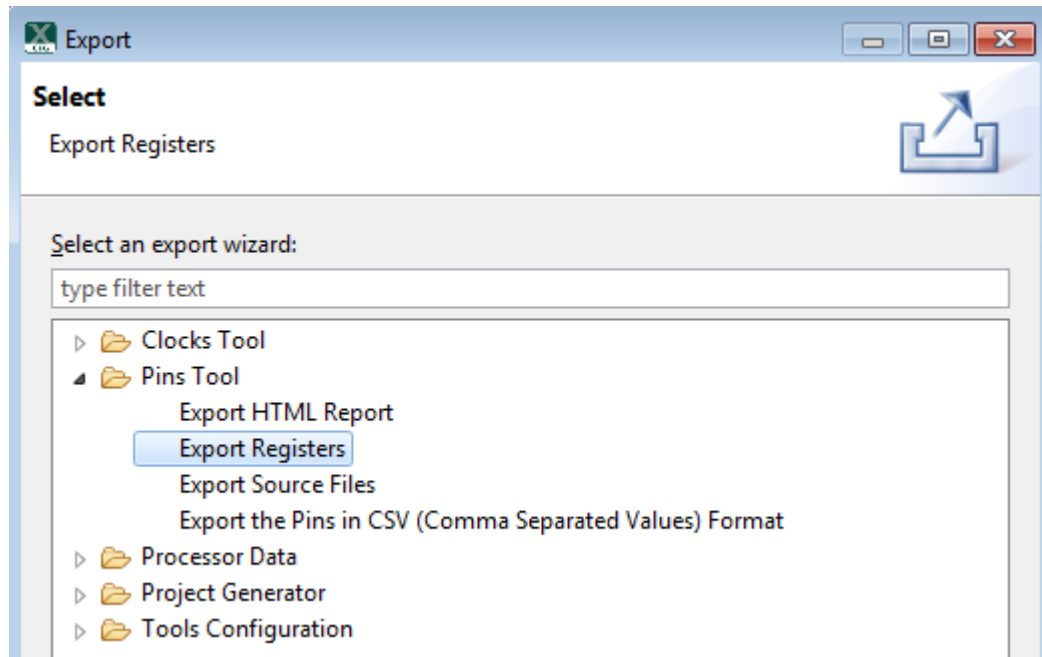 Export
Select
Export Registers
Select an export wizard:
type filter text
Clocks Tool
Pins Tool
Export HTML Report
Export Registers
Export Source Files
Export the Pins in CSV (Comma Separated Values) Format
Processor Data
Project Generator
Tools Configuration